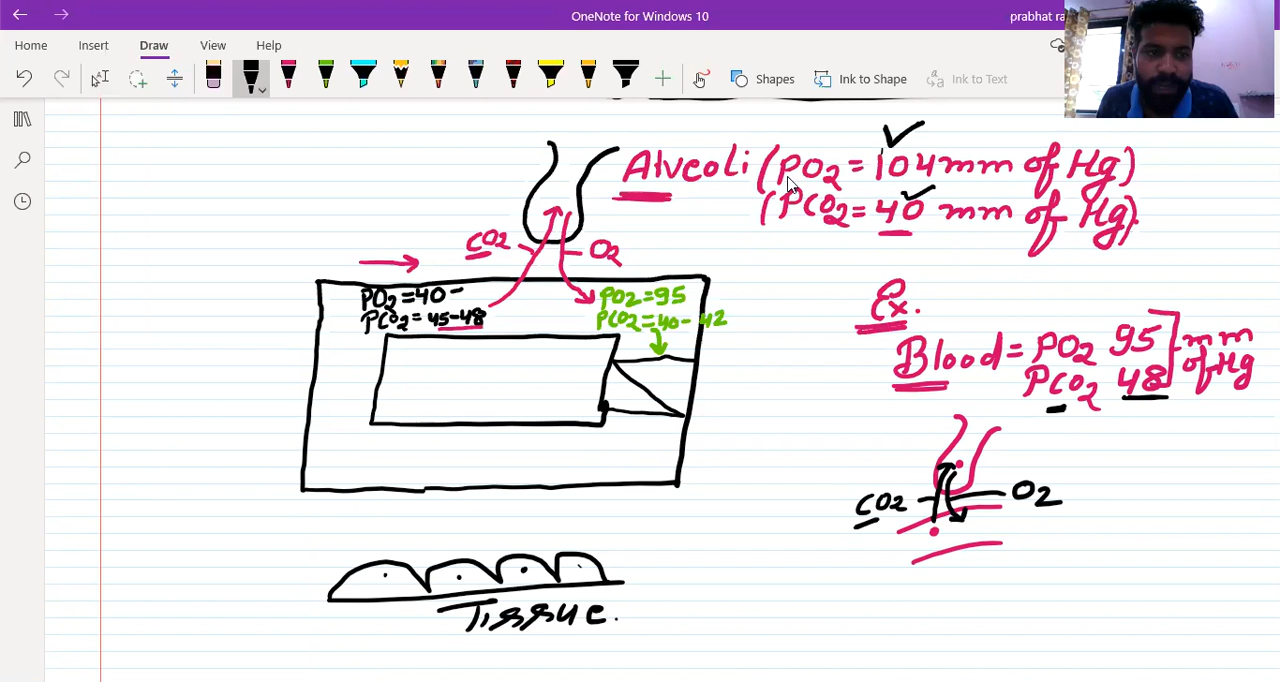 OneNote for Windows 10
prabhat ra
Home Insert Draw View Help
Shapes
Ink to Shape
Ink to Text
Alveoli (PO2 = 104 mm of Hg)
(PCO2 = 40 mm of Hg)
CO2
O2
PO2 = 40
PCO2 = 45-48
PO2 = 95
PCO2 = 40-42
Ex.
Blood = PO2 95
PCO2 48
mm
of Hg
CO2
O2
Tissue.